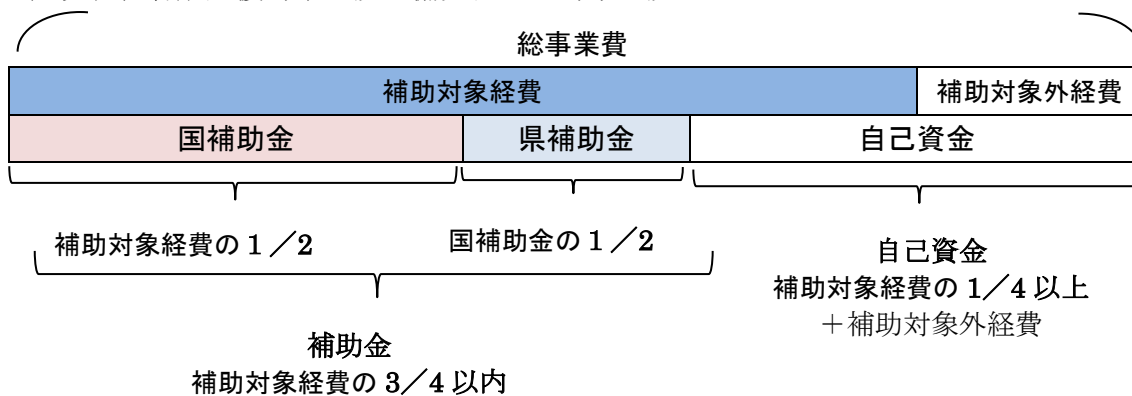 総事業費
補助対象経費 補助対象外経費
国補助金 県補助金 自己資金
補助対象経費の 1／2 国補助金の 1／2
自己資金
補助対象経費の 1／4 以上
＋補助対象外経費
補助金
補助対象経費の 3／4 以内